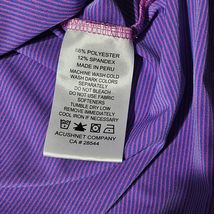 88% POLYESTER
12% SPANDEX
MADE IN PERU
MACHINE WASH COLD
WASH DARK COLORS
SEPARATELY
DO NOT BLEACH
DO NOT USE FABRIC
SOFTENERS
TUMBLE DRY LOW
REMOVE IMMEDIATELY
COOL IRON IF NEEDED
ACUSHNET COMPANY
CA # 28544